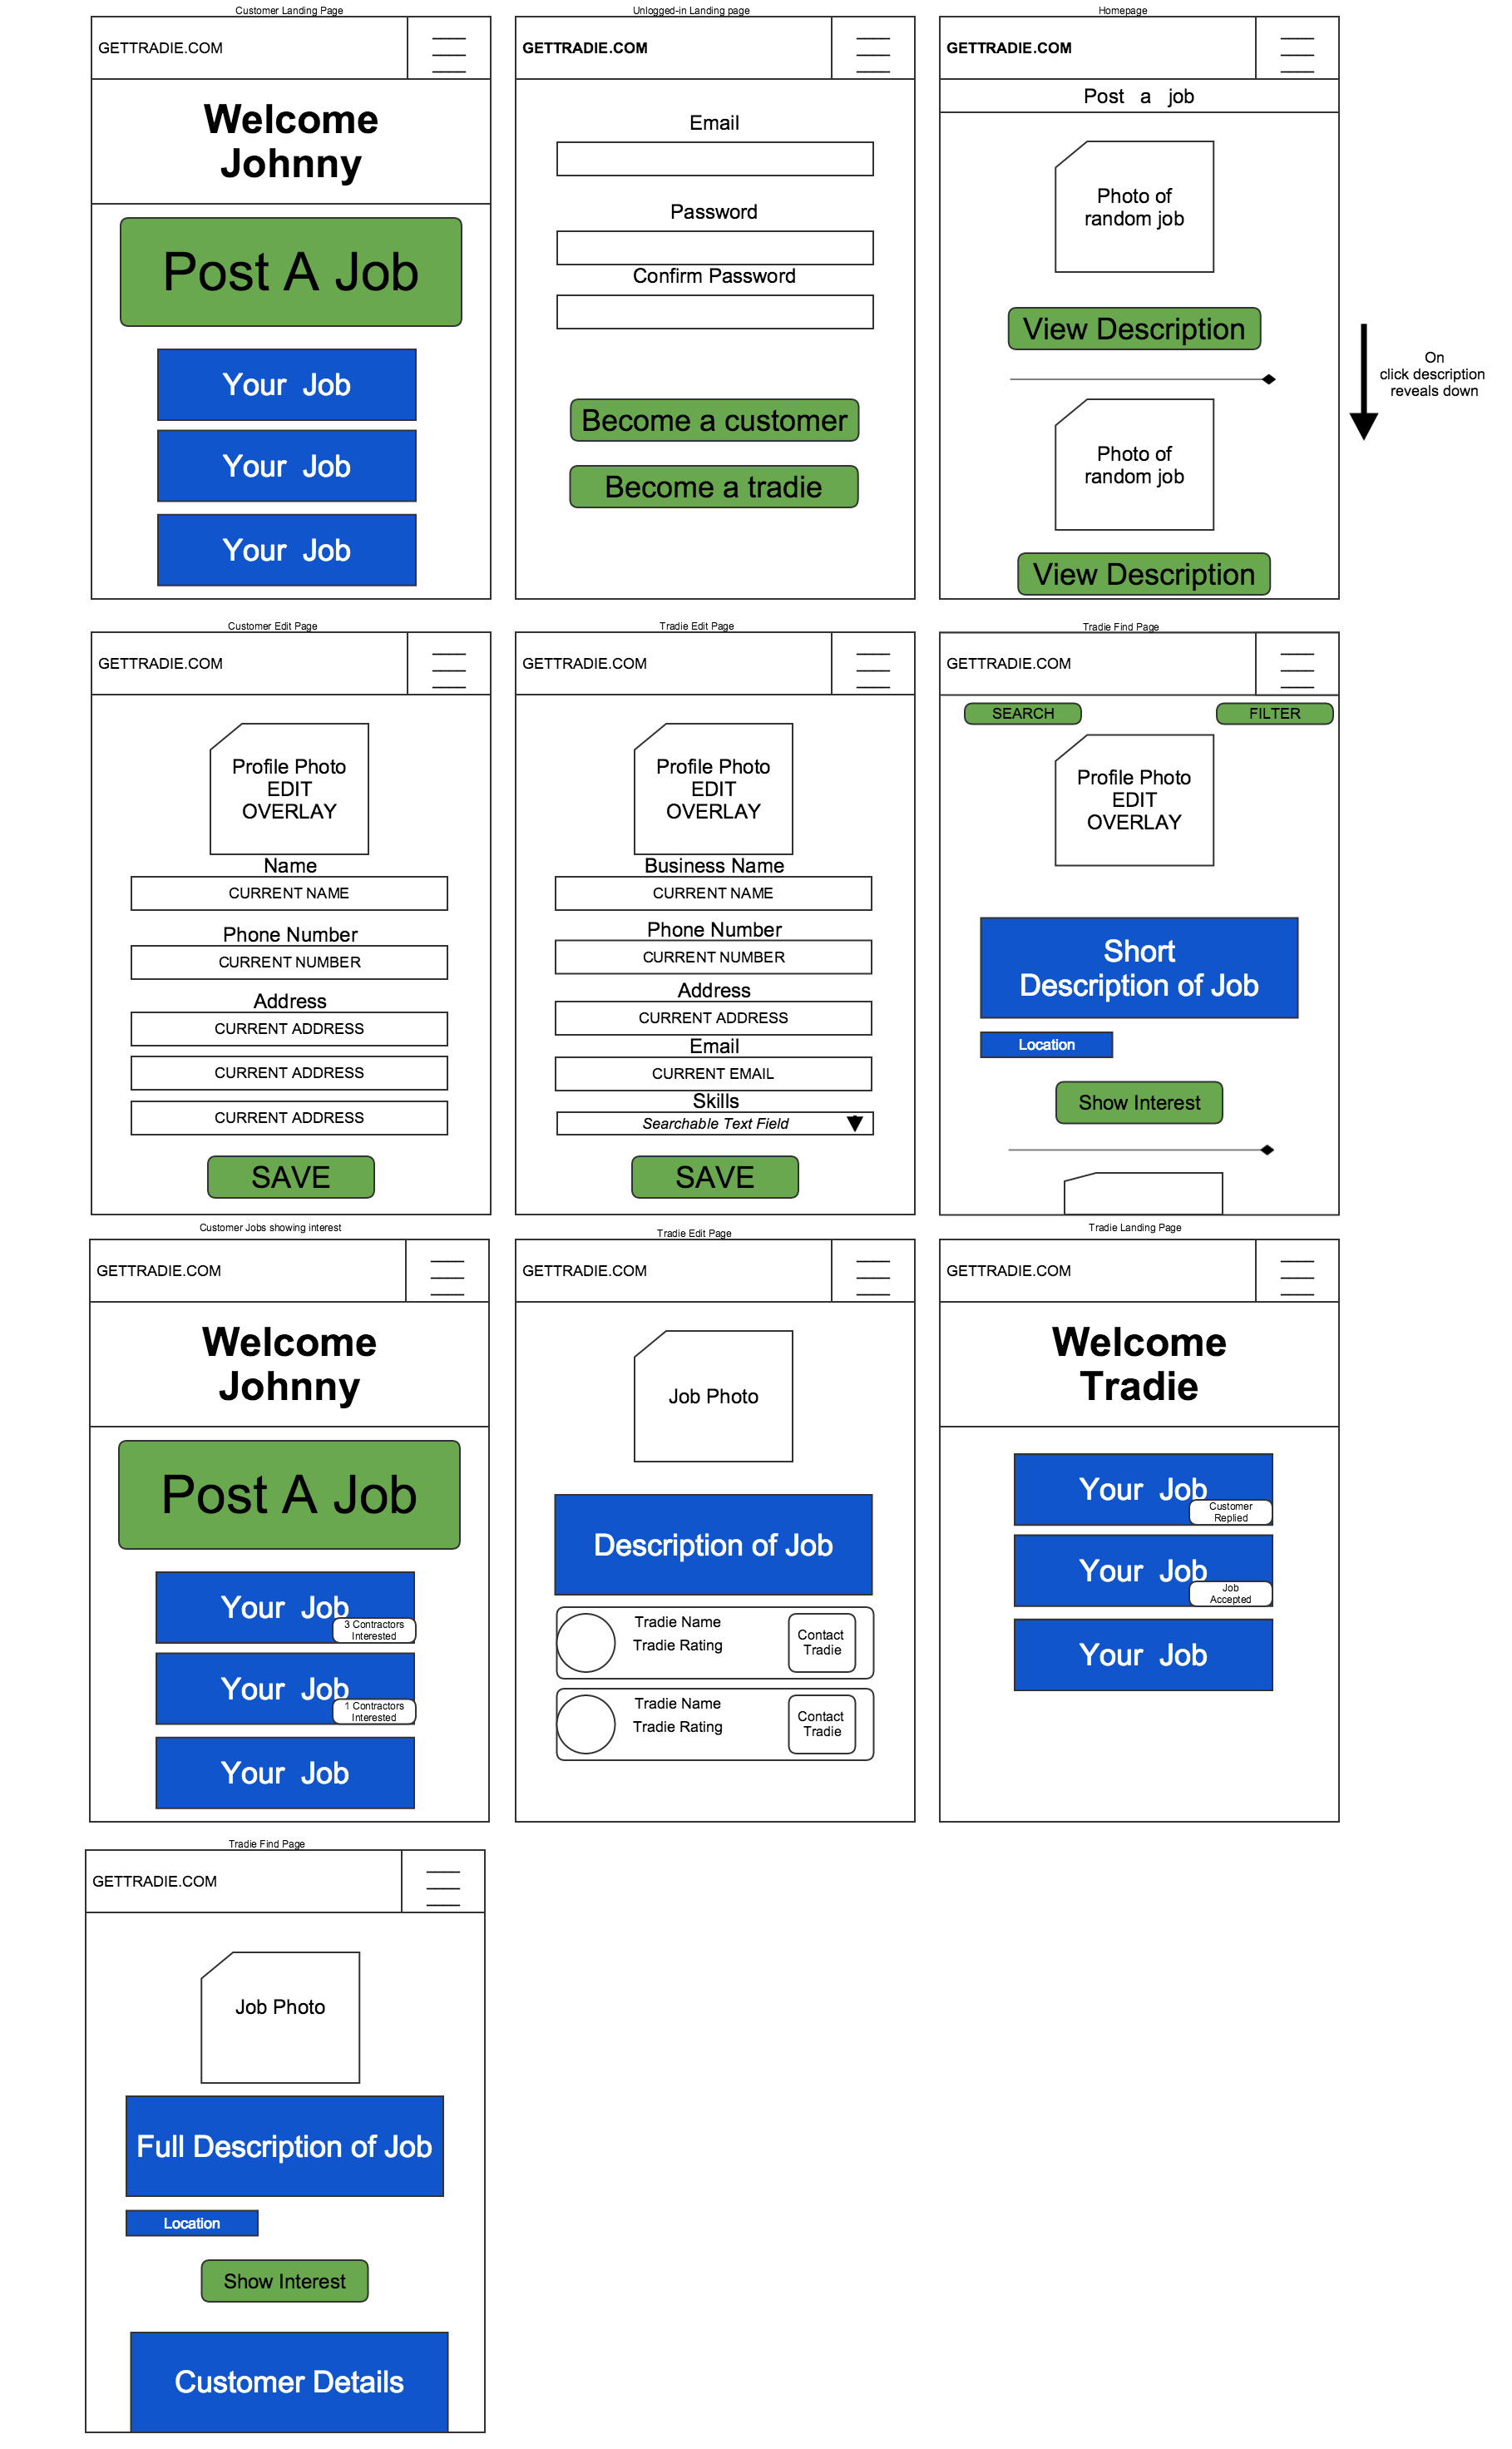 Customer Landing Page
GETTRADIE.COM
Welcome
Johnny
Post A Job
Your Job
Your Job
Your Job
Unlogged-in Landing page
GETTRADIE.COM
Email
Password
Confirm Password
Become a customer
Become a tradie
Homepage
GETTRADIE.COM
Post a job
Photo of
random job
View Description
Photo of
random job
View Description
On
click description
reveals down
Customer Edit Page
GETTRADIE.COM
Profile Photo
EDIT
OVERLAY
Name
CURRENT NAME
Phone Number
CURRENT NUMBER
Address
CURRENT ADDRESS
CURRENT ADDRESS
CURRENT ADDRESS
SAVE
Tradie Edit Page
GETTRADIE.COM
Profile Photo
EDIT
OVERLAY
Business Name
CURRENT NAME
Phone Number
CURRENT NUMBER
Address
CURRENT ADDRESS
Email
CURRENT EMAIL
Skills
Searchable Text Field
SAVE
Tradie Find Page
GETTRADIE.COM
SEARCH
FILTER
Profile Photo
EDIT
OVERLAY
Short
Description of Job
Location
Show Interest
Customer Jobs showing interest
GETTRADIE.COM
Welcome
Johnny
Post A Job
Your Job
3 Contractors
Interested
Your Job
1 Contractors
Interested
Your Job
Tradie Edit Page
GETTRADIE.COM
Job Photo
Description of Job
Tradie Name
Tradie Rating
Contact
Tradie
Tradie Name
Tradie Rating
Contact
Tradie
Tradie Landing Page
GETTRADIE.COM
Welcome
Tradie
Your Job
Customer
Replied
Your Job
Job
Accepted
Your Job
Tradie Find Page
GETTRADIE.COM
Job Photo
Full Description of Job
Location
Show Interest
Customer Details